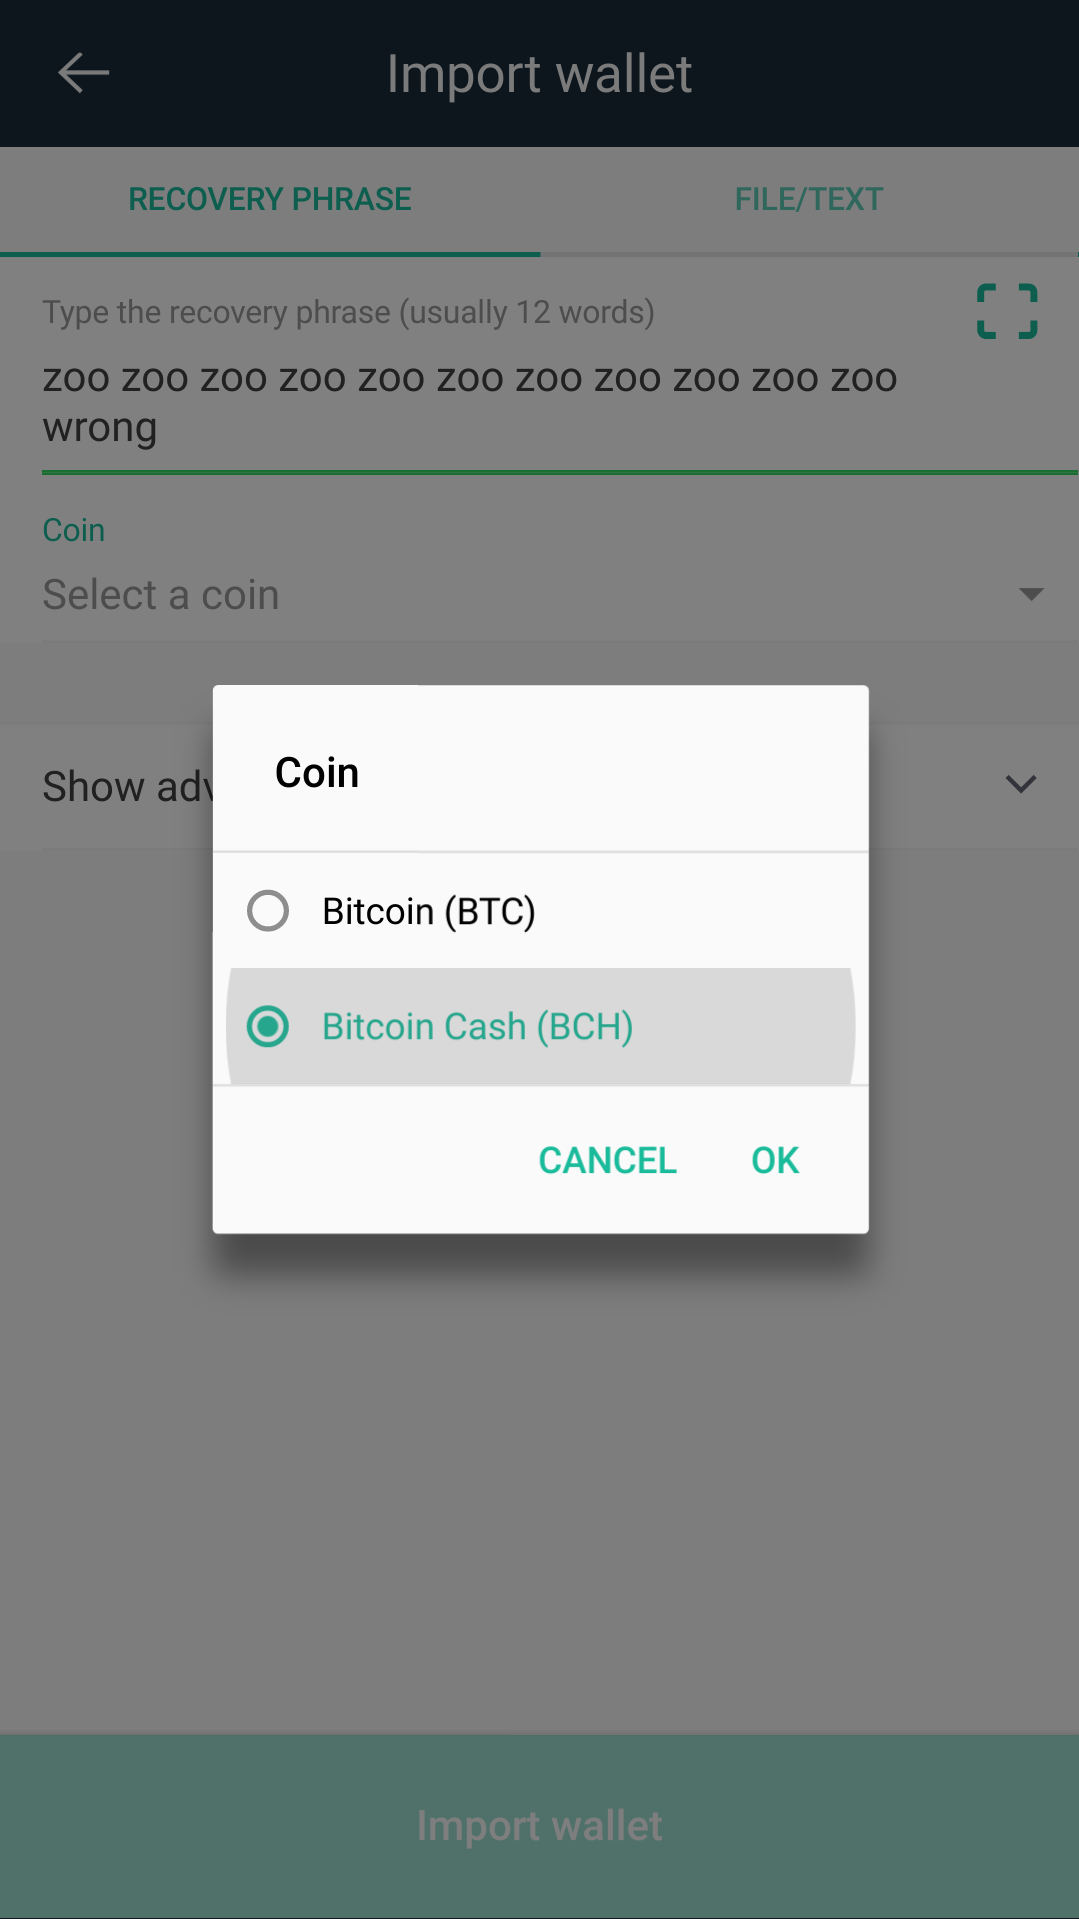 Import wallet
RECOVERY PHRASE
FILE/TEXT
Type the recovery phrase (usually 12 words)
zoo zoo zoo zoo zoo zoo zoo zoo zoo zoo zoo
wrong
Coin
Select a coin
Show adv
Coin
Bitcoin (BTC)
Bitcoin Cash (BCH)
CANCEL
OK
Import wallet